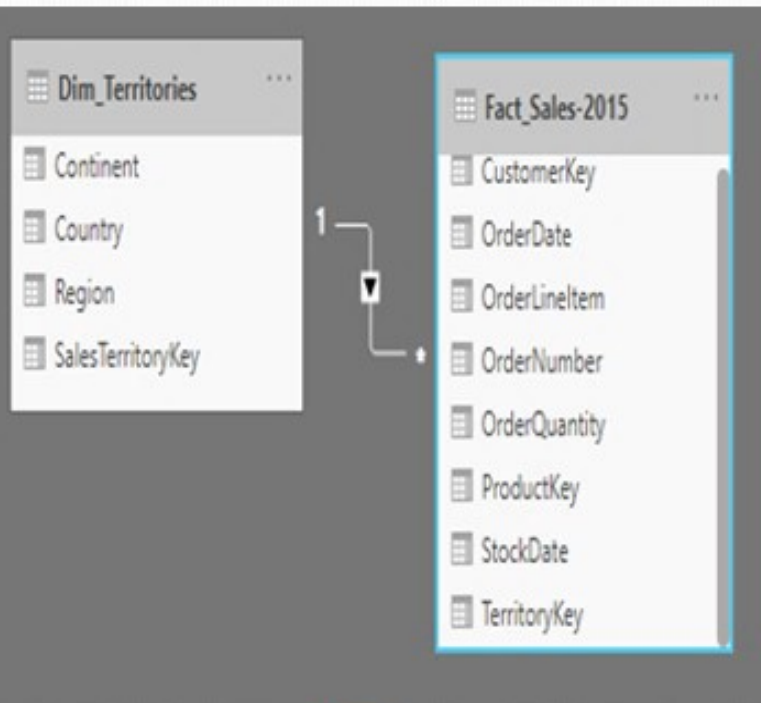 Dim_Territories
...
Continent
Country
Region
SalesTerritoryKey
1
*
Fact_Sales-2015
...
CustomerKey
OrderDate
OrderLineItem
OrderNumber
OrderQuantity
ProductKey
StockDate
TerritoryKey